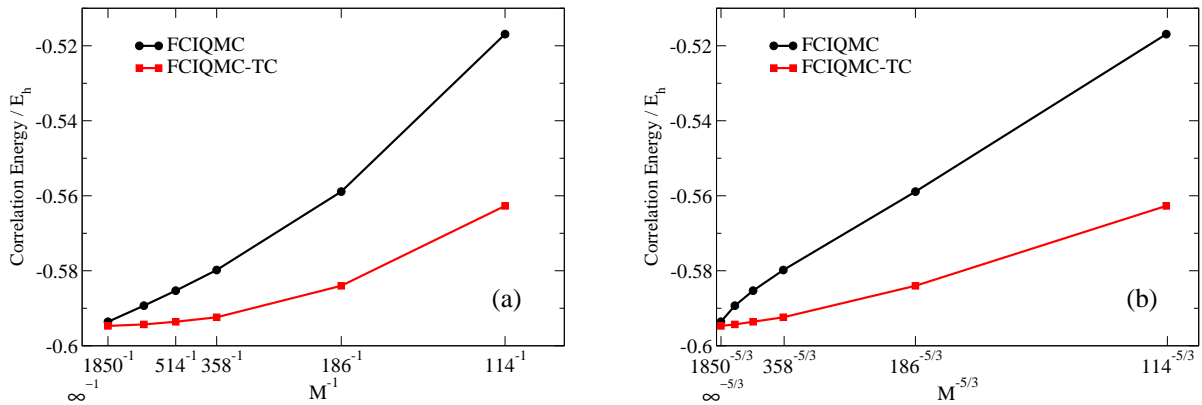 -0.52
-0.54
-0.56
-0.58
-0.6
Correlation Energy / E_h
FCIQMC
FCIQMC-TC
(a)
1850^-1
514^-1
358^-1
186^-1
114^-1
∞^-1
M^-1
-0.52
-0.54
-0.56
-0.58
-0.6
Correlation Energy / E_h
FCIQMC
FCIQMC-TC
(b)
1850^-5/3
358^-5/3
186^-5/3
114^-5/3
∞^-5/3
M^-5/3